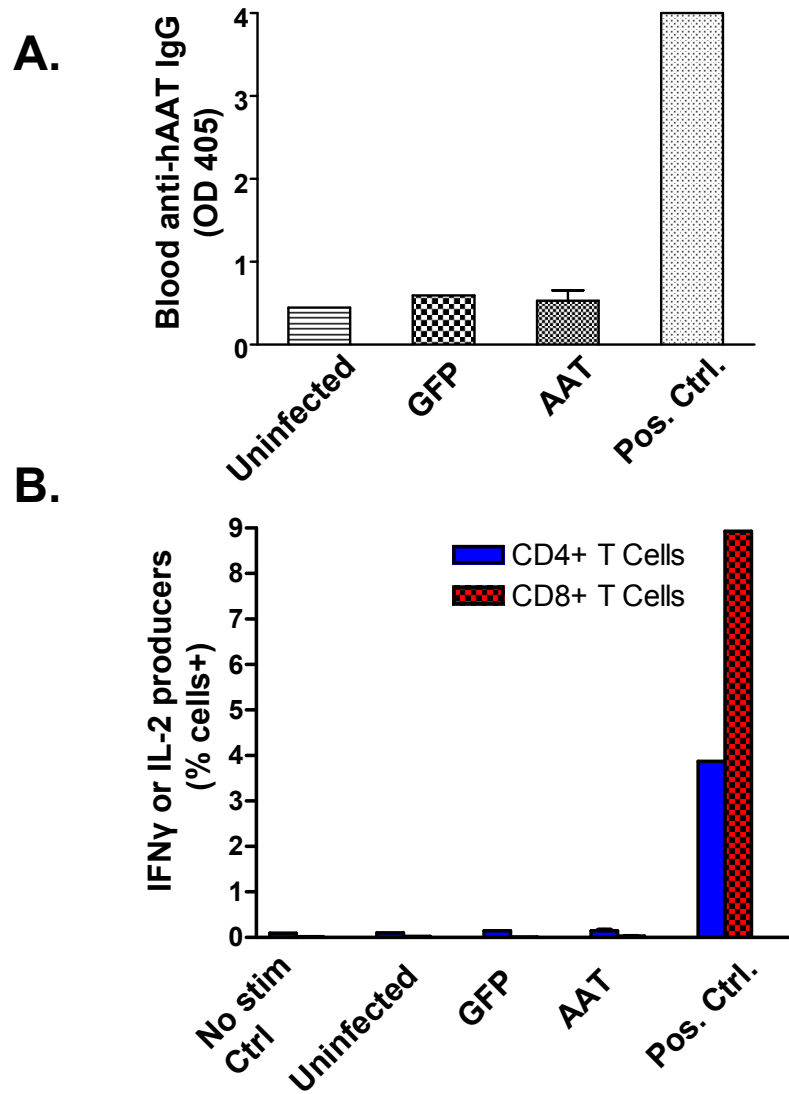 A.
Blood anti-hAAT IgG
(OD 405)
4
3
2
1
0
Uninfected
GFP
AAT
Pos. Ctrl.
B.
IFNγ or IL-2 producers
(% cells+)
9
8
7
6
5
4
3
2
1
0
CD4+ T Cells
CD8+ T Cells
No stim
Ctrl
Uninfected
GFP
AAT
Pos. Ctrl.